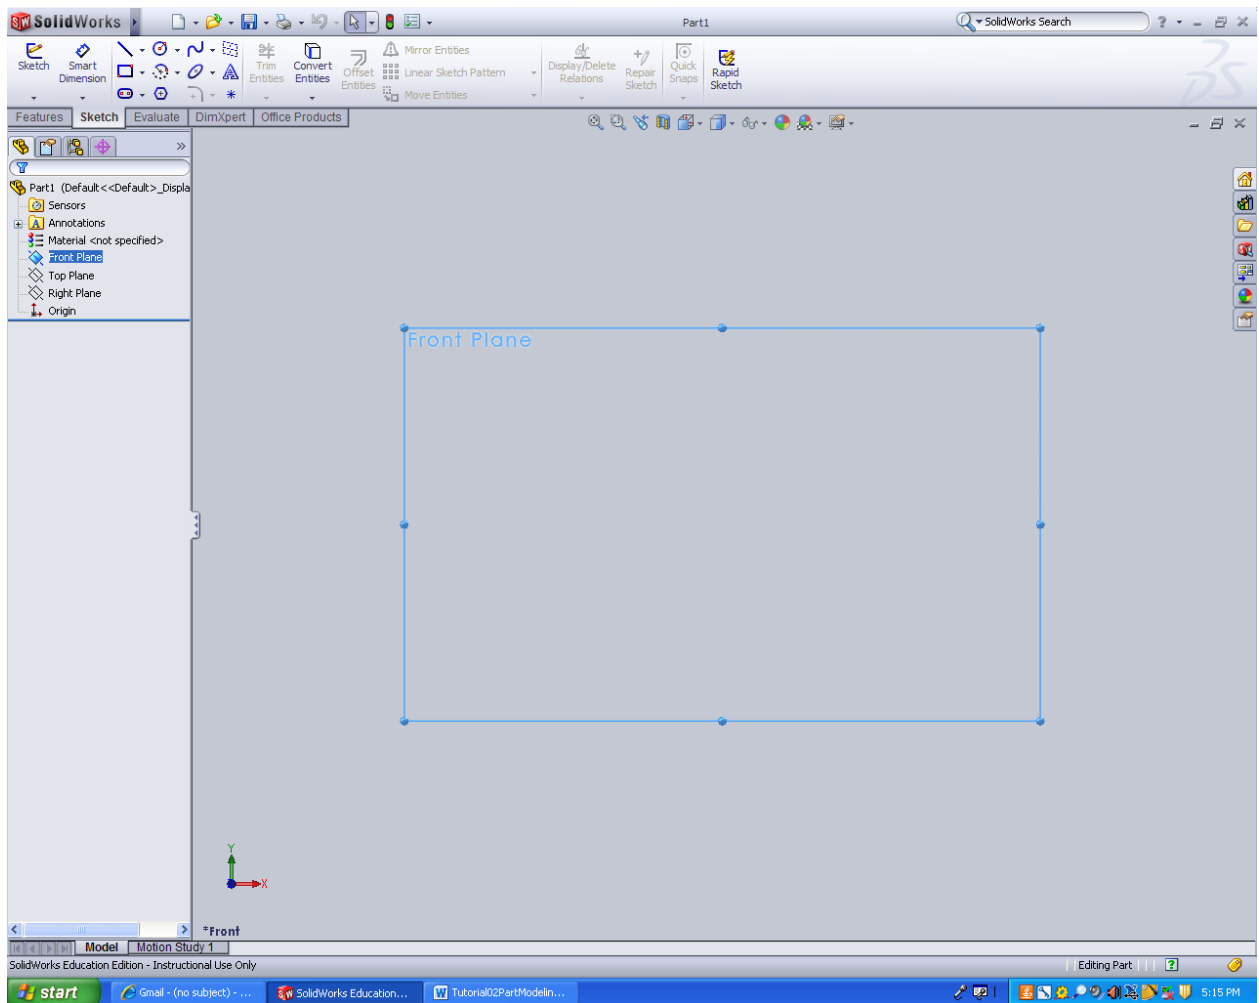 SolidWorks
Part1
SolidWorks Search
Sketch
Smart Dimension
Trim Entities
Convert Entities
Offset Entities
Mirror Entities
Linear Sketch Pattern
Move Entities
Display/Delete Relations
Repair Sketch
Quick Snaps
Rapid Sketch
Features Sketch Evaluate DimXpert Office Products
Part1 (Default<<Default>_Displa
Sensors
Annotations
Material <not specified>
Front Plane
Top Plane
Right Plane
Origin
Front Plane
Y
X
*Front
Model Motion Study 1
SolidWorks Education Edition - Instructional Use Only
Editing Part
start
Gmail - (no subject) - ...
SolidWorks Education...
Tutorial02PartModelin...
5:15 PM